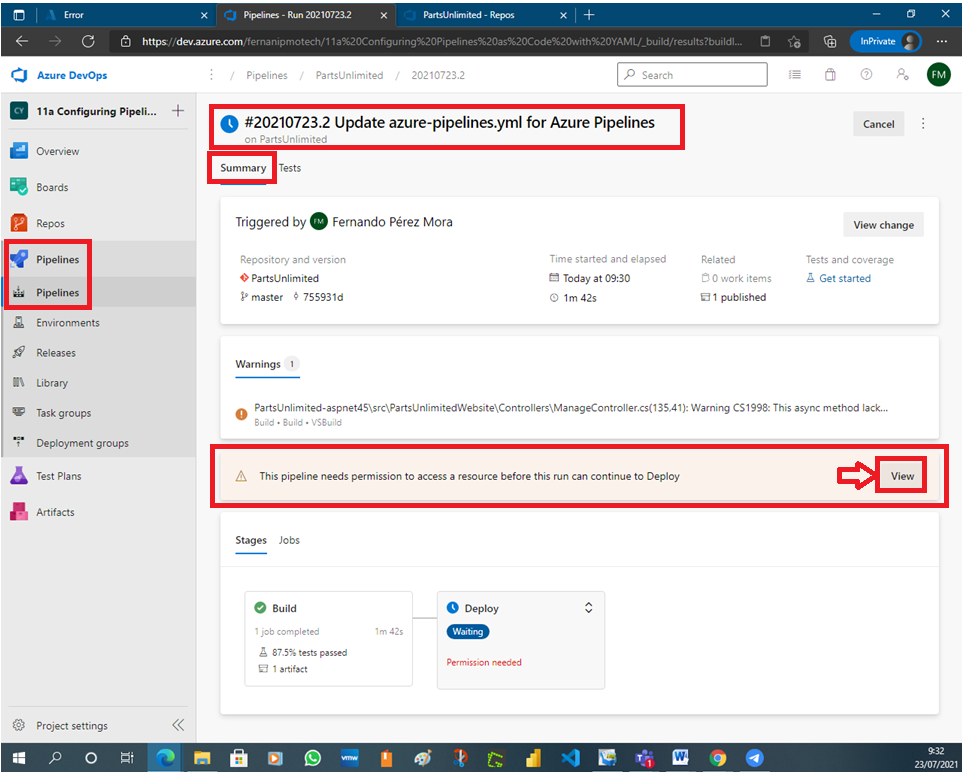 Error
Pipelines - Run 20210723.2
PartsUnlimited - Repos
https://dev.azure.com/fernanipmotech/11a%20Configuring%20Pipelines%20as%20Code%20with%20YAML/_build/results?buildI...
InPrivate
Azure DevOps
/ Pipelines / PartsUnlimited / 20210723.2
Search
FM
CY
11a Configuring Pipeli...
Overview
Boards
Repos
Pipelines
Pipelines
Environments
Releases
Library
Task groups
Deployment groups
Test Plans
Artifacts
Project settings
#20210723.2 Update azure-pipelines.yml for Azure Pipelines
on PartsUnlimited
Cancel
Summary
Tests
Triggered by FM Fernando Pérez Mora
View change
Repository and version
Time started and elapsed
Related
Tests and coverage
PartsUnlimited
Today at 09:30
0 work items
Get started
master 755931d
1m 42s
1 published
Warnings 1
PartsUnlimited-aspnet45\src\PartsUnlimitedWebsite\Controllers\ManageController.cs(135.41): Warning CS1998: This async method lack...
Build • Build • VSBuild
This pipeline needs permission to access a resource before this run can continue to Deploy
View
Stages
Jobs
Build
1 job completed
1m 42s
87.5% tests passed
1 artifact
Deploy
Waiting
Permission needed
vmw
1
9:32
23/07/2021